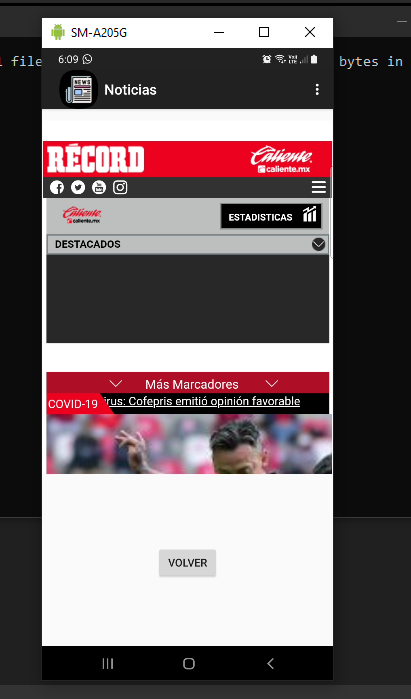 SM-A205G
l file
bytes in
6:09
NEWS
Noticias
RÉCORD
Caliente
caliente.mx
Caliente
caliente.mx
ESTADISTICAS
DESTACADOS
Más Marcadores
COVID-19
irus: Cofepris emitió opinión favorable
VOLVER